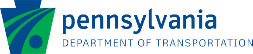 pennsylvania
DEPARTMENT OF TRANSPORTATION